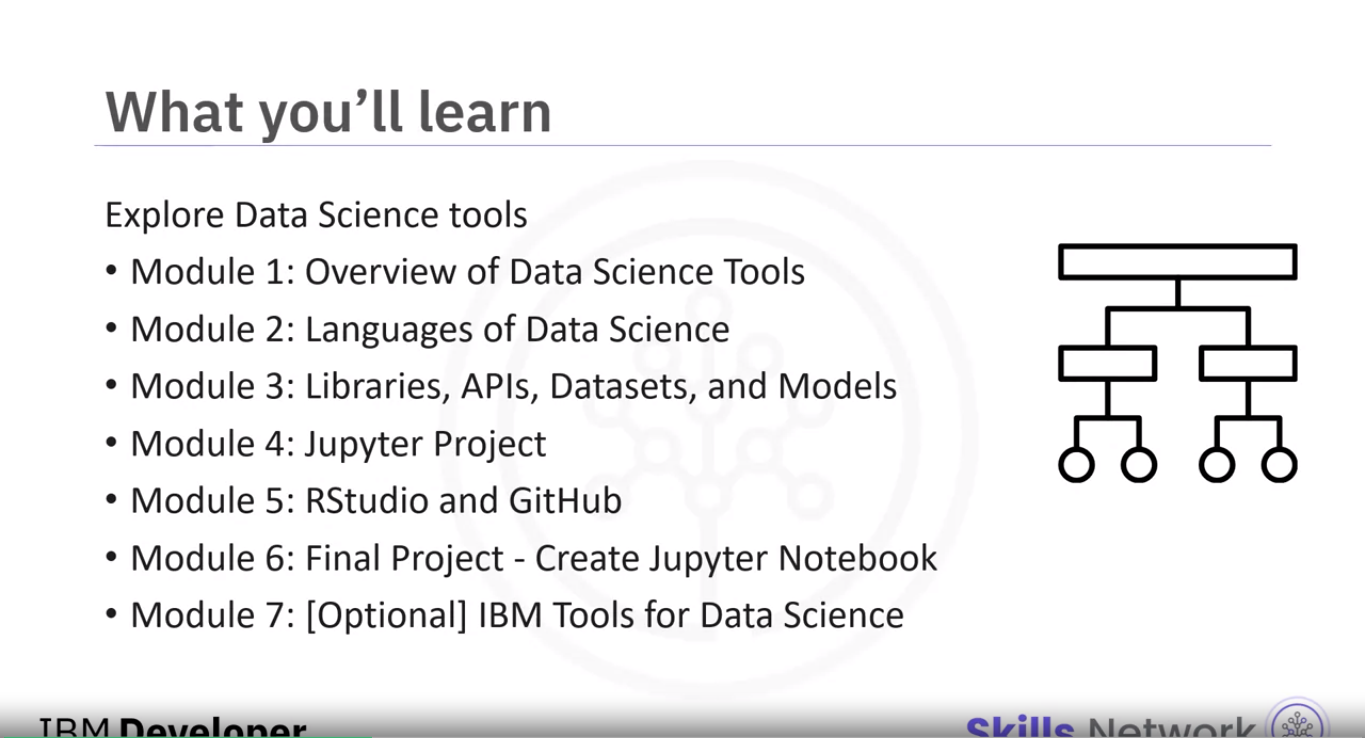 What you’ll learn
Explore Data Science tools
• Module 1: Overview of Data Science Tools
• Module 2: Languages of Data Science
• Module 3: Libraries, APIs, Datasets, and Models
• Module 4: Jupyter Project
• Module 5: RStudio and GitHub
• Module 6: Final Project - Create Jupyter Notebook
• Module 7: [Optional] IBM Tools for Data Science
IBM Developer
Skills Network